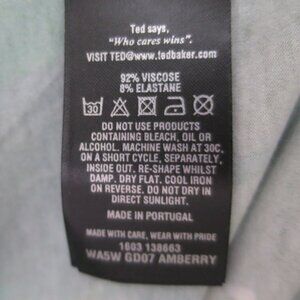 Ted says,
"Who cares wins".
VISIT TED@www.tedbaker.com
92% VISCOSE
8% ELASTANE
30
DO NOT USE PRODUCTS
CONTAINING BLEACH, OIL OR
ALCOHOL. MACHINE WASH AT 30C,
ON A SHORT CYCLE, SEPARATELY,
INSIDE OUT. RE-SHAPE WHILST
DAMP. DRY FLAT. COOL IRON
ON REVERSE. DO NOT DRY IN
DIRECT SUNLIGHT.
MADE IN PORTUGAL
MADE WITH CARE, WEAR WITH PRIDE
1603 138663
WA5W GD07 AMBERRY